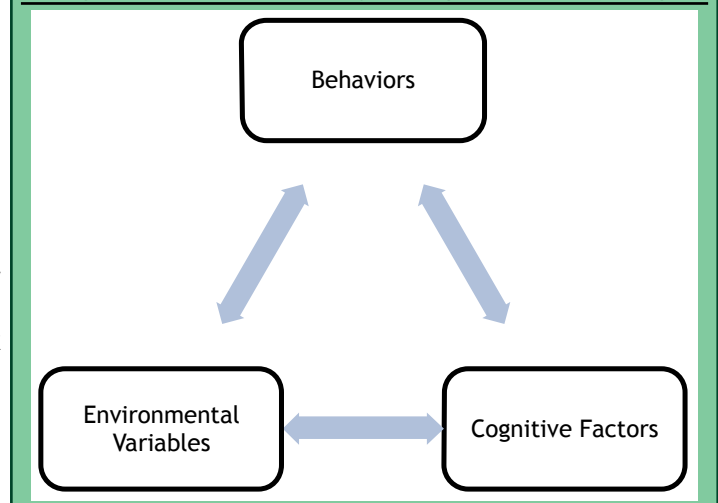 Behaviors
Environmental
Variables
Cognitive Factors